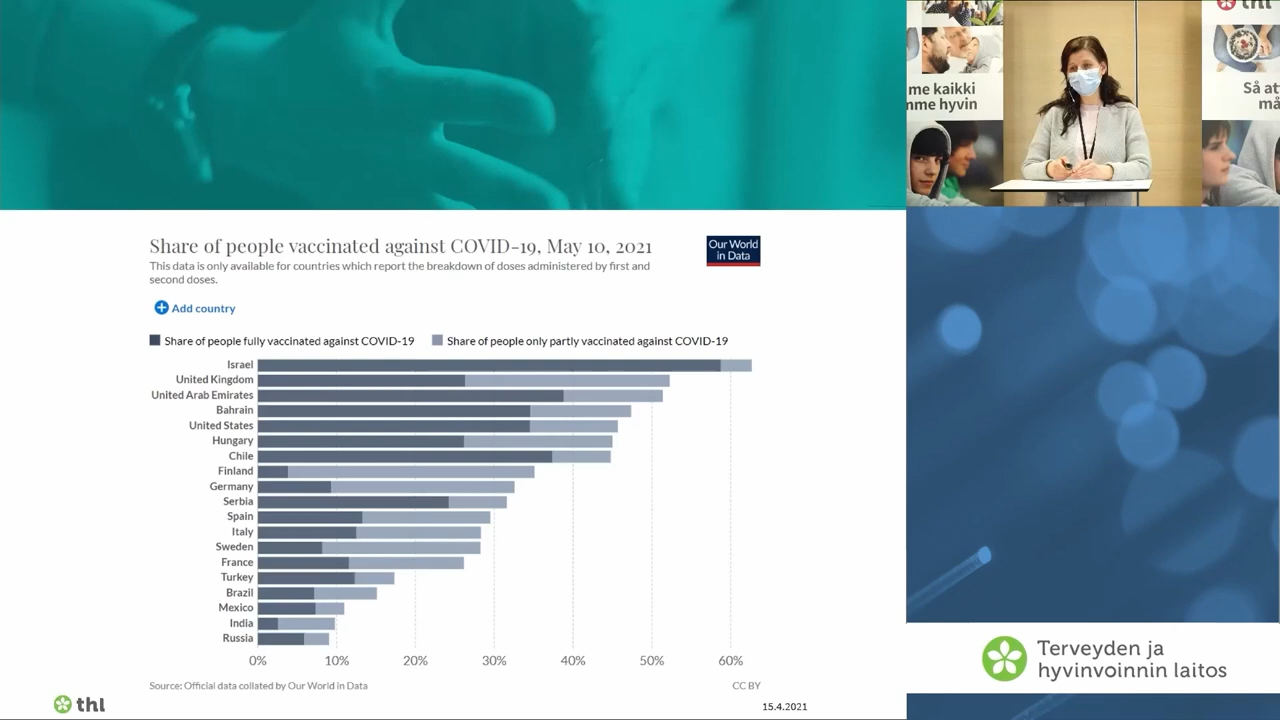 thl
me kaikki
nme hyvin
Så at
må
Share of people vaccinated against COVID-19, May 10, 2021
Our World
in Data
This data is only available for countries which report the breakdown of doses administered by first and
second doses.
Add country
Share of people fully vaccinated against COVID-19
Share of people only partly vaccinated against COVID-19
Israel
United Kingdom
United Arab Emirates
Bahrain
United States
Hungary
Chile
Finland
Germany
Serbia
Spain
Italy
Sweden
France
Turkey
Brazil
Mexico
India
Russia
0% 10% 20% 30% 40% 50% 60%
Source: Official data collated by Our World in Data
CC BY
thl
15.4.2021
Terveyden ja
hyvinvoinnin laitos